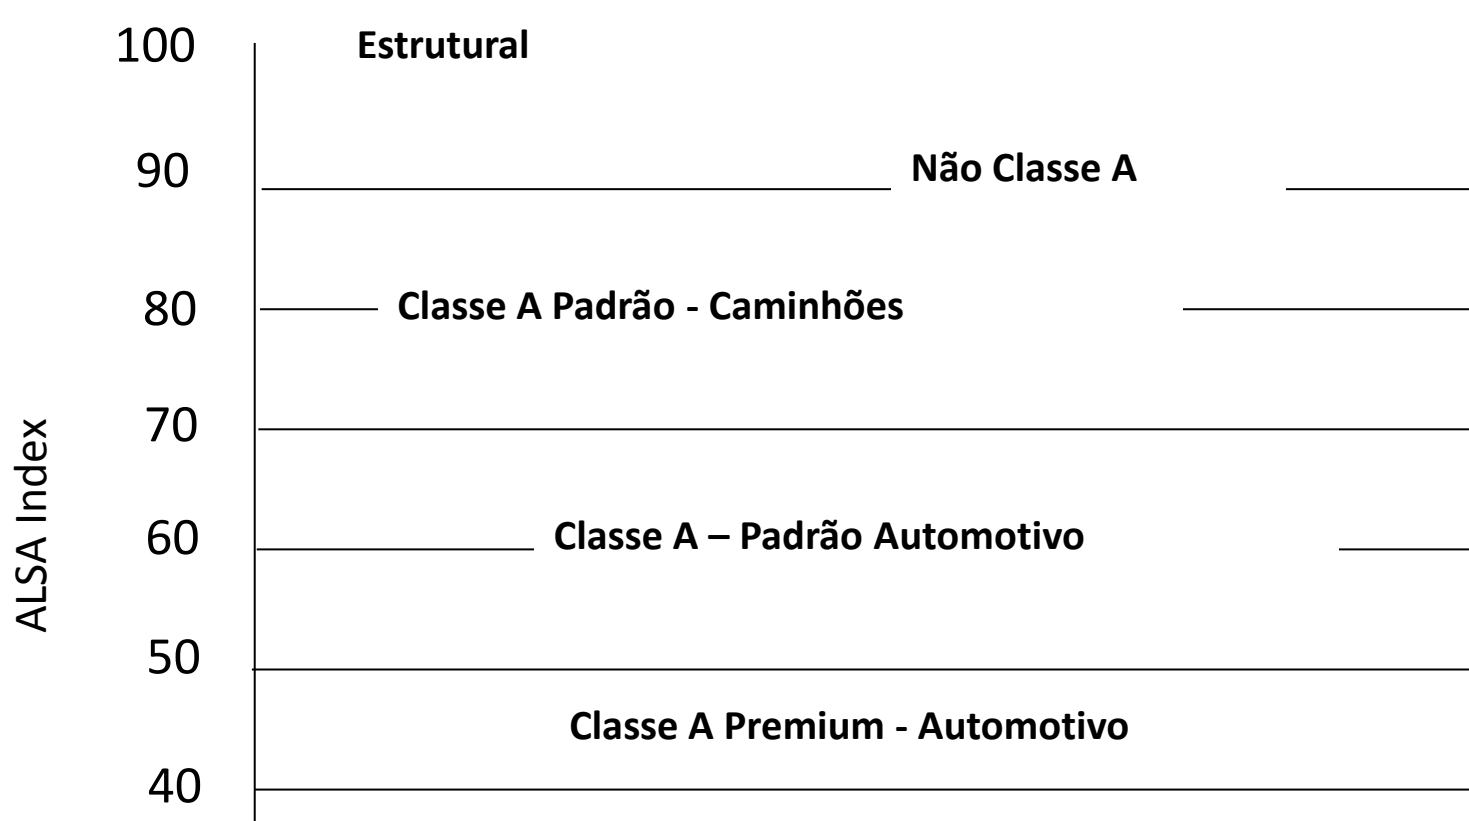 100 Estrutural
90 Não Classe A
80 Classe A Padrão - Caminhões
70
60 Classe A – Padrão Automotivo
50
Classe A Premium - Automotivo
40
ALSA Index